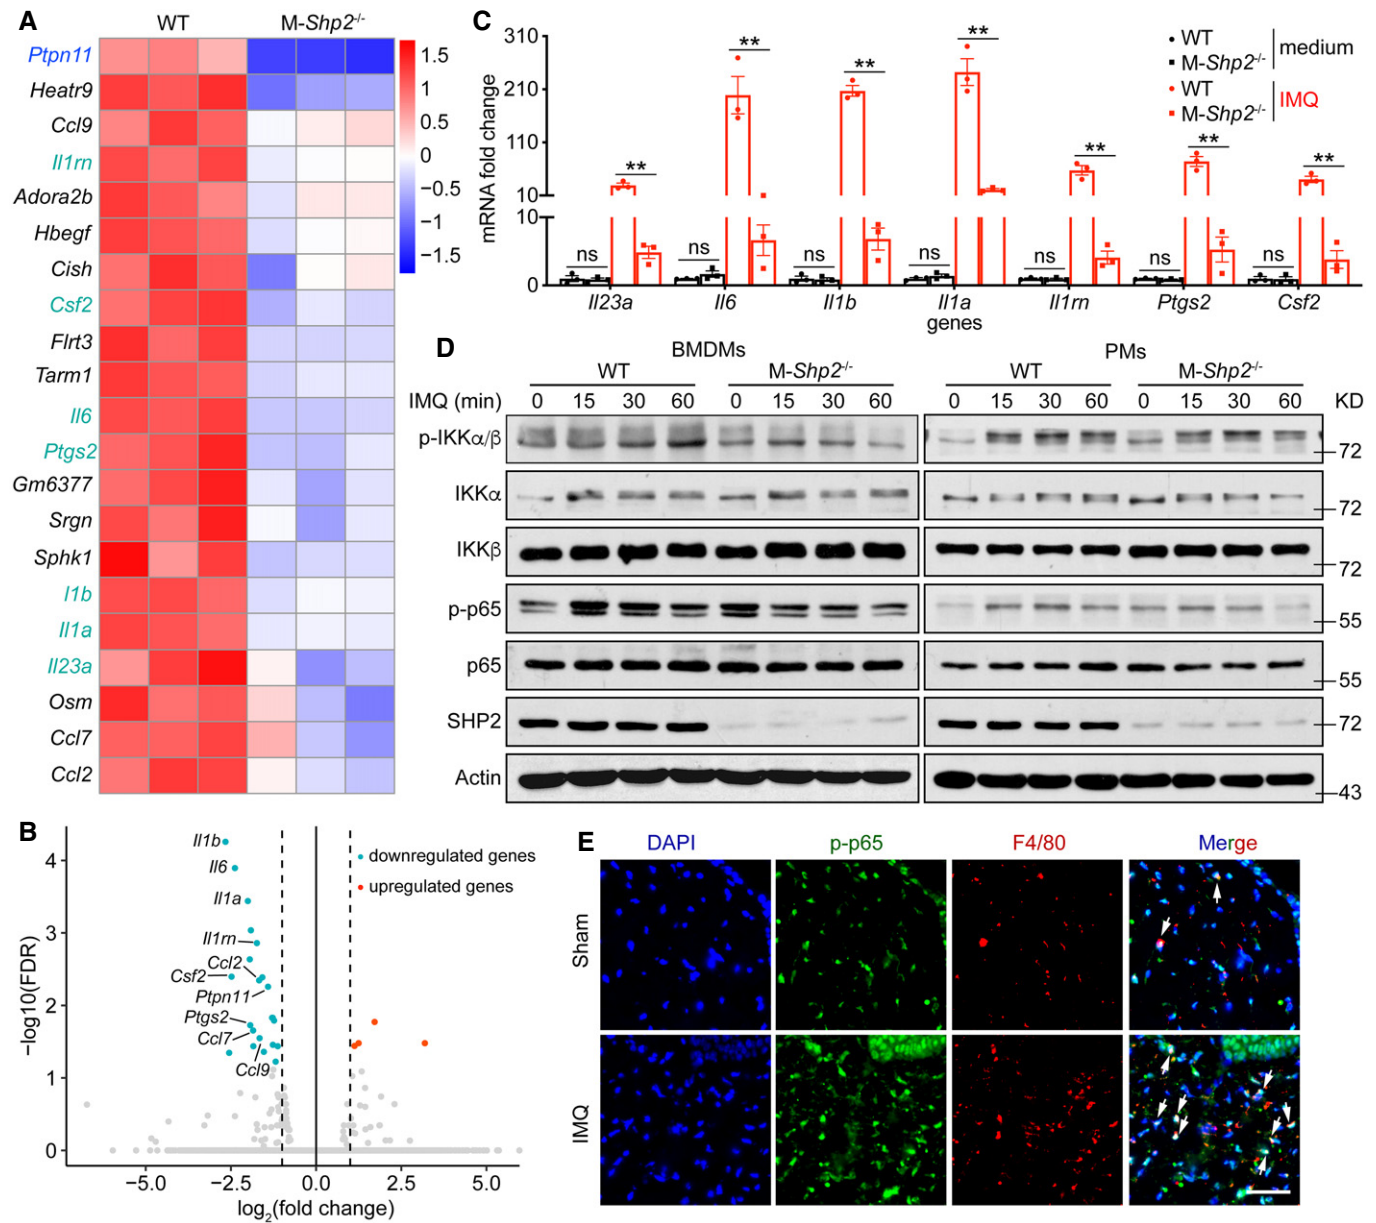 A
WT M-Shp2-/-
Ptpn11
Heatr9
Ccl9
Il1rn
Adora2b
Hbegf
Cish
Csf2
Flrt3
Tarm1
Il6
Ptgs2
Gm6377
Srgn
Sphk1
I1b
Il1a
Il23a
Osm
Ccl7
Ccl2
1.5
1
0.5
0
−0.5
−1
−1.5
B
−log10(FDR)
4
3
2
1
0
Il1b
Il6
Il1a
Il1rn
Ccl2
Csf2
Ptpn11
Ptgs2
Ccl7
Ccl9
downregulated genes
upregulated genes
−5.0 −2.5 0.0 2.5 5.0
log2(fold change)
C
mRNA fold change
310
210
110
10
10
0
ns ** ns ** ns ** ns ** ns ** ns ** ns **
WT
M-Shp2-/-
medium
WT
M-Shp2-/-
IMQ
Il23a Il6 Il1b Il1a Il1rn Ptgs2 Csf2
genes
D
BMDMs PMs
WT M-Shp2-/- WT M-Shp2-/-
IMQ (min) 0 15 30 60 0 15 30 60 0 15 30 60 0 15 30 60 KD
p-IKKα/β 72
IKKα 72
IKKβ 72
p-p65 55
p65 55
SHP2 72
Actin 43
E
DAPI p-p65 F4/80 Merge
Sham
IMQ